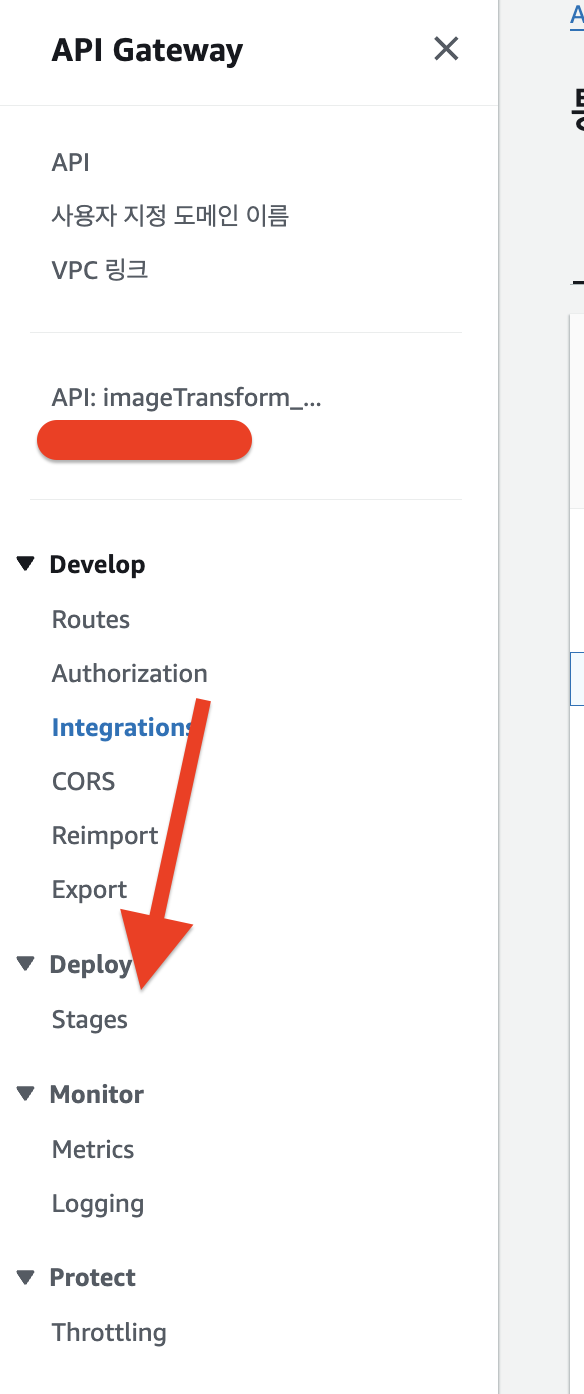 API Gateway
API
사용자 지정 도메인 이름
VPC 링크
API: imageTransform_...
Develop
Routes
Authorization
Integrations
CORS
Reimport
Export
Deploy
Stages
Monitor
Metrics
Logging
Protect
Throttling